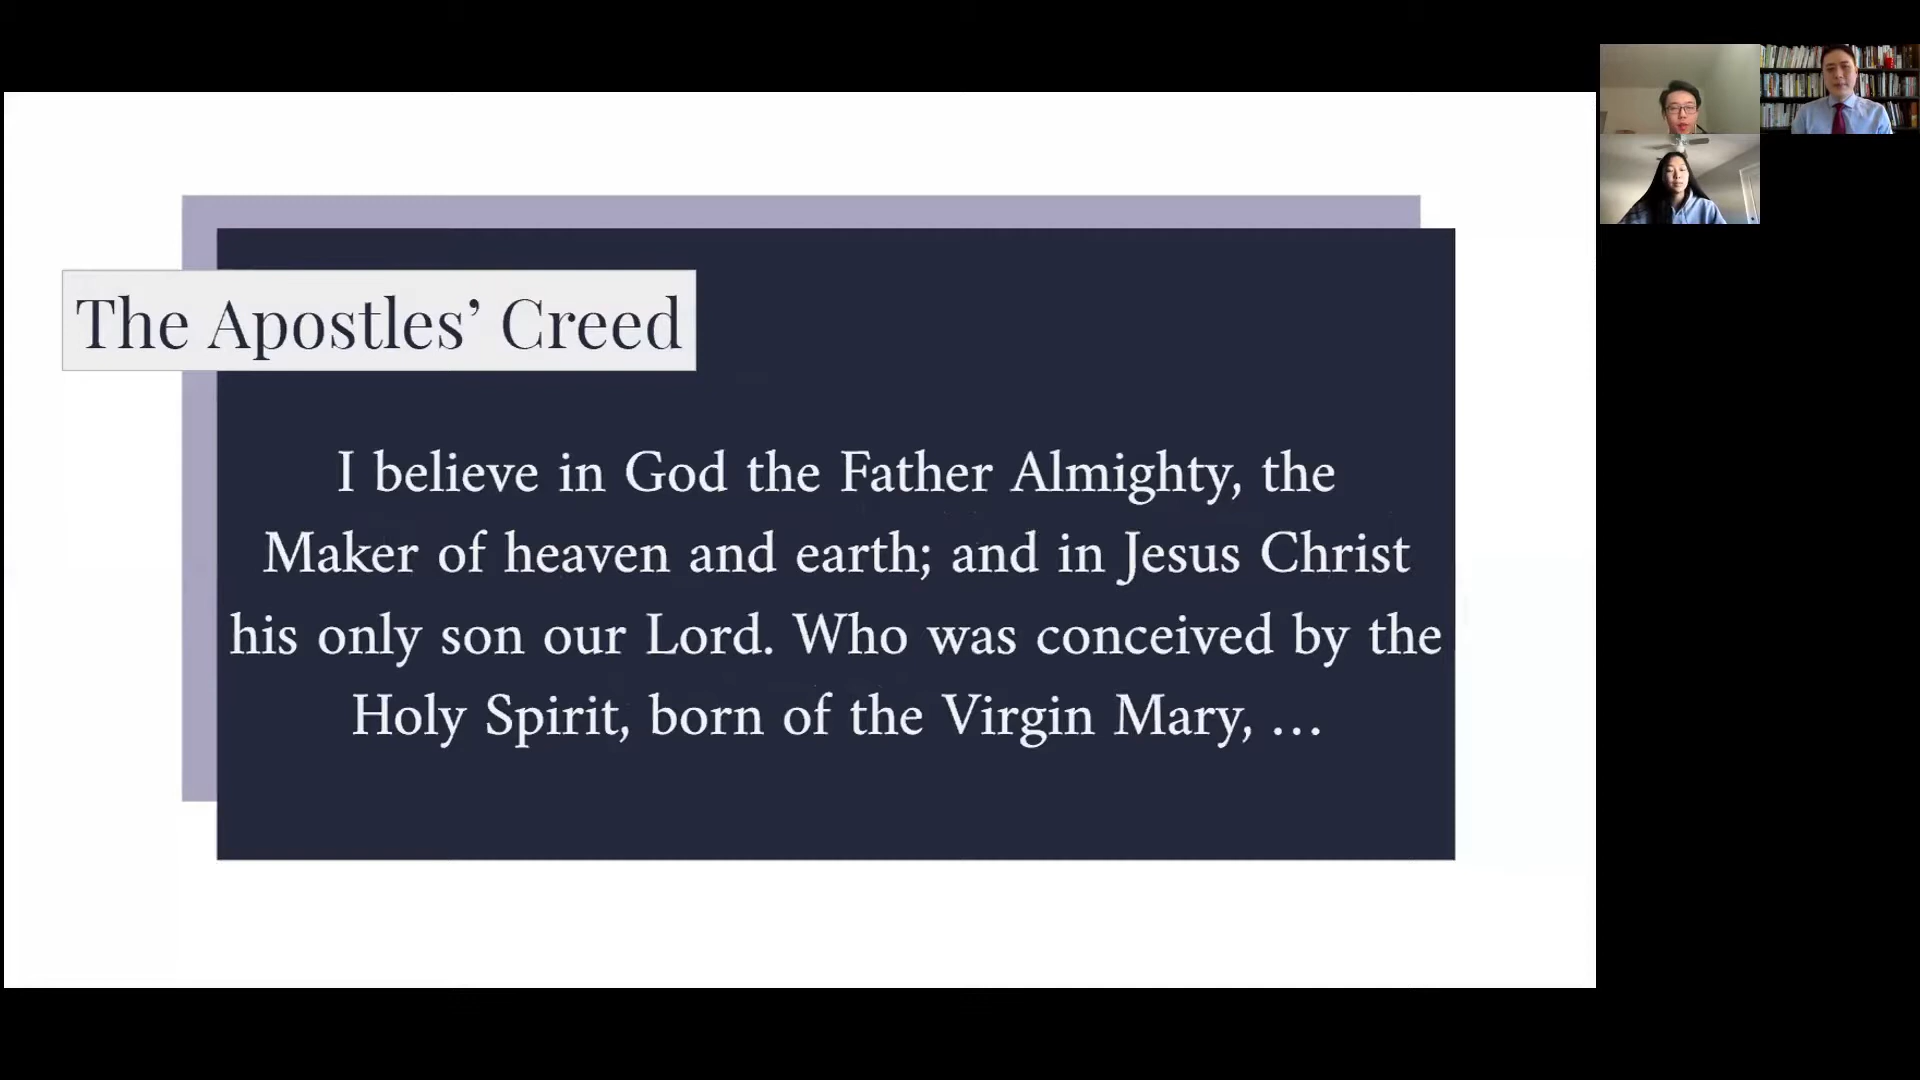 The Apostles’ Creed
I believe in God the Father Almighty, the
Maker of heaven and earth; and in Jesus Christ
his only son our Lord. Who was conceived by the
Holy Spirit, born of the Virgin Mary, …